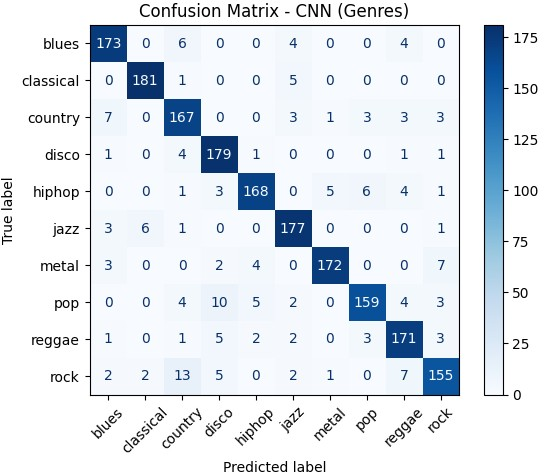 Confusion Matrix - CNN (Genres)
True label
blues 173 0 6 0 0 4 0 0 4 0
classical 0 181 1 0 0 5 0 0 0 0
country 7 0 167 0 0 3 1 3 3 3
disco 1 0 4 179 1 0 0 0 1 1
hiphop 0 0 1 3 168 0 5 6 4 1
jazz 3 6 1 0 0 177 0 0 0 1
metal 3 0 0 2 4 0 172 0 0 7
pop 0 0 4 10 5 2 0 159 4 3
reggae 1 0 1 5 2 2 0 3 171 3
rock 2 2 13 5 0 2 1 0 7 155
blues classical country disco hiphop jazz metal pop reggae rock
Predicted label
175
150
125
100
75
50
25
0